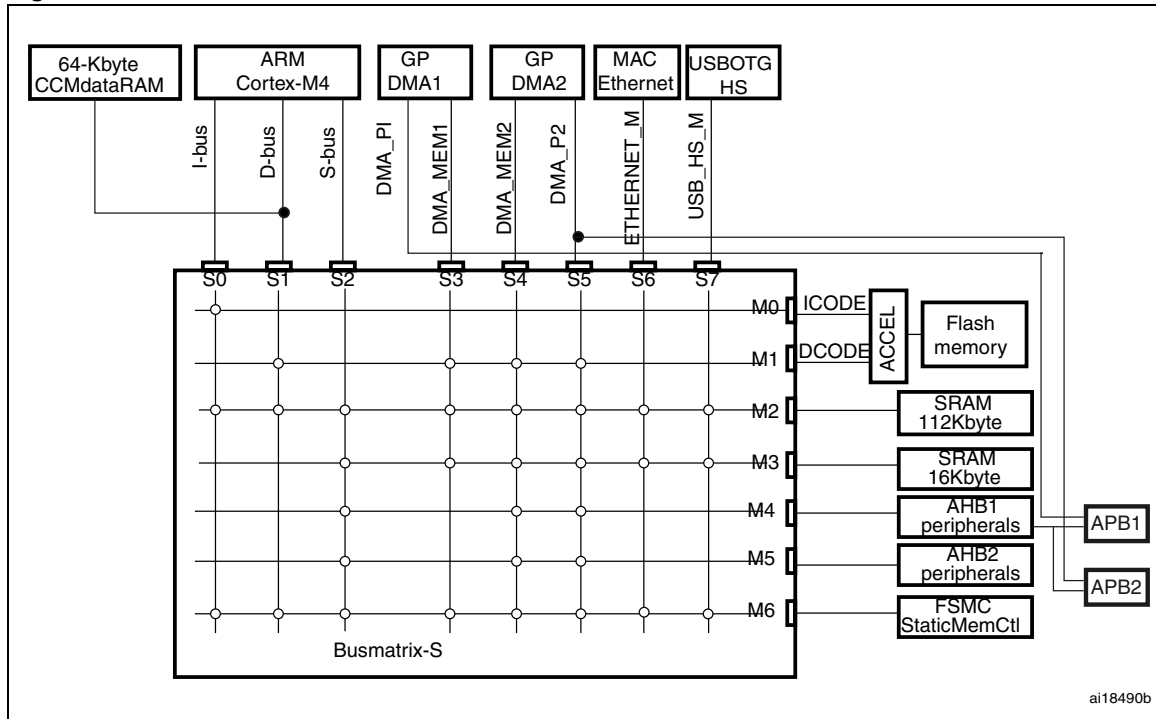 64-Kbyte
CCMdataRAM
ARM
Cortex-M4
GP
DMA1
GP
DMA2
MAC
Ethernet
USBOTG
HS
I-bus
D-bus
S-bus
DMA_PI
DMA_MEM1
DMA_MEM2
DMA_P2
ETHERNET_M
USB_HS_M
S0
S1
S2
S3
S4
S5
S6
S7
M0
ICODE
M1
DCODE
ACCEL
Flash
memory
M2
SRAM
112Kbyte
M3
SRAM
16Kbyte
M4
AHB1
peripherals
APB1
M5
AHB2
peripherals
APB2
M6
FSMC
StaticMemCtl
Busmatrix-S
ai18490b